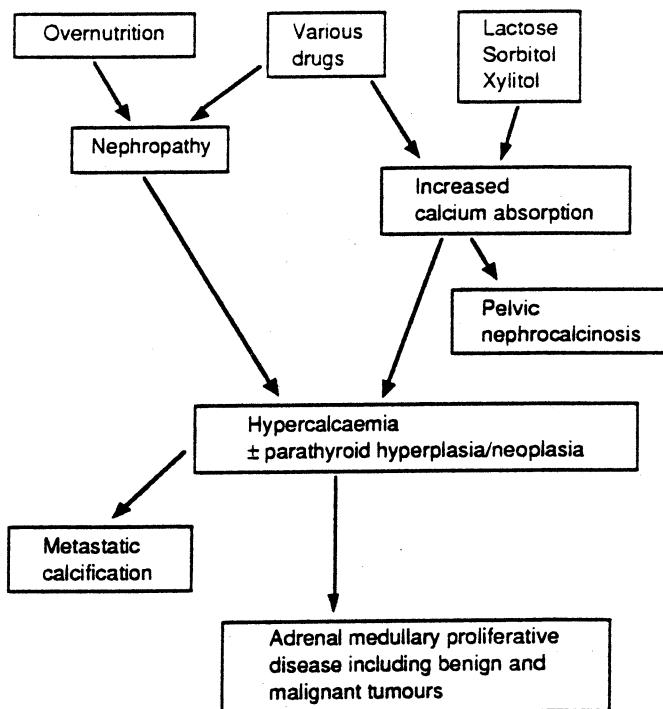 Overnutrition
Various
drugs
Lactose
Sorbitol
Xylitol
Nephropathy
Increased
calcium absorption
Pelvic
nephrocalcinosis
Hypercalcaemia
± parathyroid hyperplasia/neoplasia
Metastatic
calcification
Adrenal medullary proliferative
disease including benign and
malignant tumours